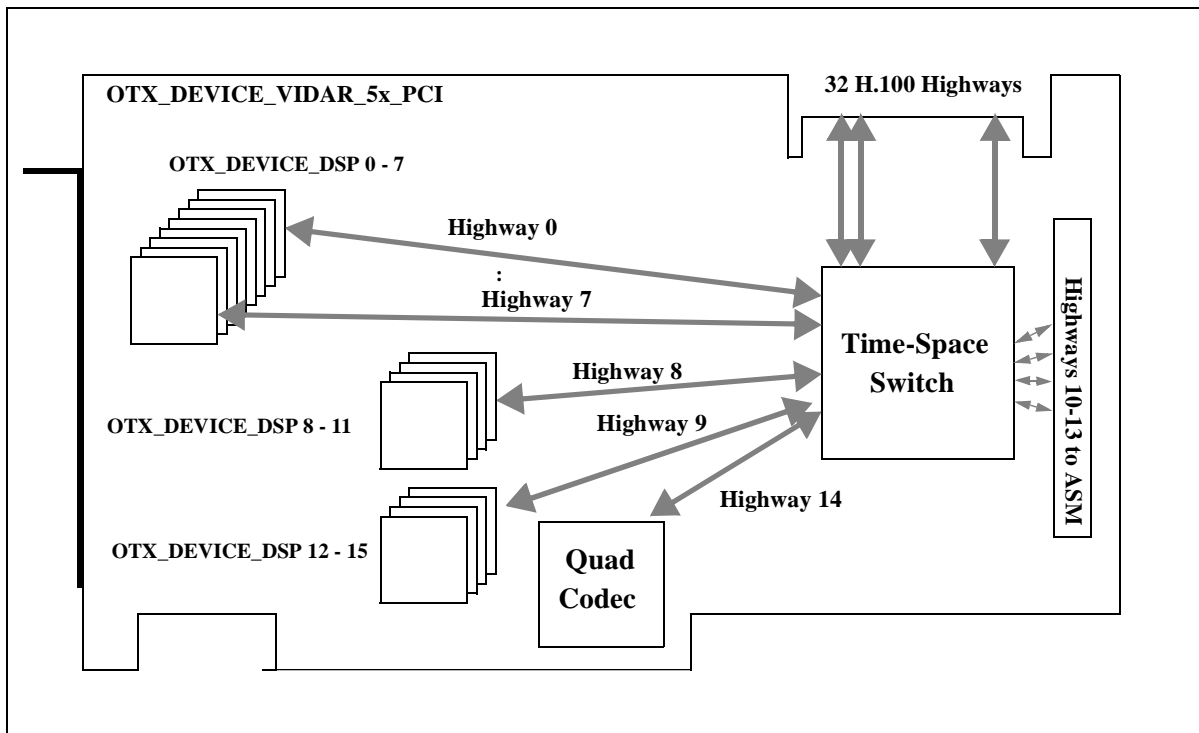 OTX_DEVICE_VIDAR_5x_PCI
32 H.100 Highways
OTX_DEVICE_DSP 0 - 7
Highway 0
:
Highway 7
Time-Space
Switch
Highways 10-13 to ASM
Highway 8
OTX_DEVICE_DSP 8 - 11
Highway 9
Highway 14
OTX_DEVICE_DSP 12 - 15
Quad
Codec